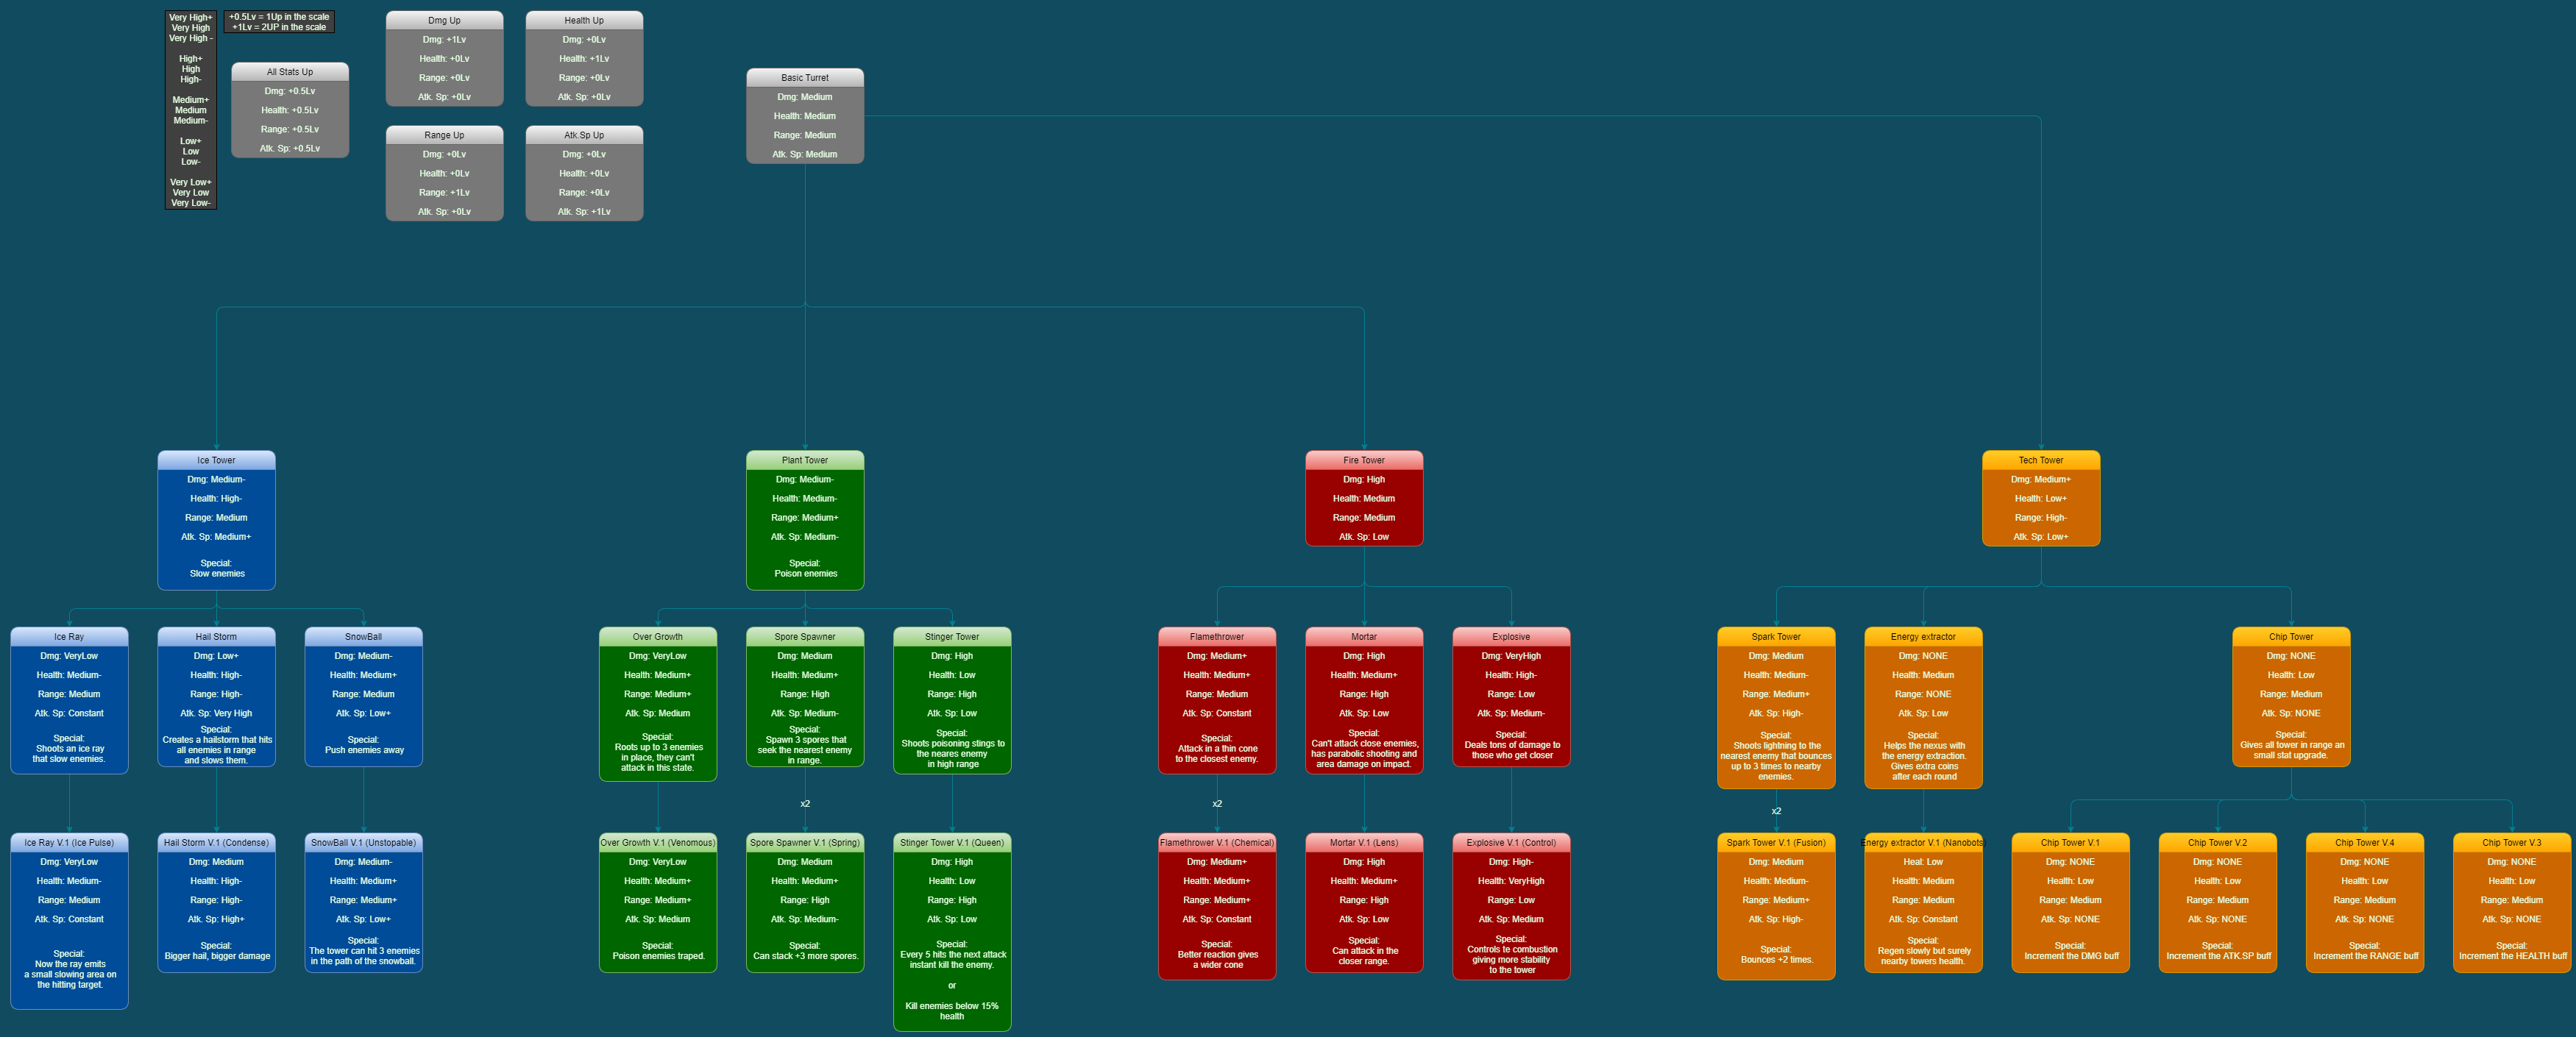 Very High+
Very High
Very High -
High+
High
High-
Medium+
Medium
Medium-
Low+
Low
Low-
Very Low+
Very Low
Very Low-
+0.5Lv = 1Up in the scale
+1Lv = 2UP in the scale
All Stats Up
Dmg: +0.5Lv
Health: +0.5Lv
Range: +0.5Lv
Atk. Sp: +0.5Lv
Dmg Up
Dmg: +1Lv
Health: +0Lv
Range: +0Lv
Atk. Sp: +0Lv
Health Up
Dmg: +0Lv
Health: +1Lv
Range: +0Lv
Atk. Sp: +0Lv
Range Up
Dmg: +0Lv
Health: +0Lv
Range: +1Lv
Atk. Sp: +0Lv
Atk.Sp Up
Dmg: +0Lv
Health: +0Lv
Range: +0Lv
Atk. Sp: +1Lv
Basic Turret
Dmg: Medium
Health: Medium
Range: Medium
Atk. Sp: Medium
Ice Tower
Dmg: Medium-
Health: High-
Range: Medium
Atk. Sp: Medium+
Special:
Slow enemies
Plant Tower
Dmg: Medium-
Health: Medium-
Range: Medium+
Atk. Sp: Medium-
Special:
Poison enemies
Fire Tower
Dmg: High
Health: Medium
Range: Medium
Atk. Sp: Low
Tech Tower
Dmg: Medium+
Health: Low+
Range: High-
Atk. Sp: Low+
Ice Ray
Dmg: VeryLow
Health: Medium-
Range: Medium
Atk. Sp: Constant
Special:
Shoots an ice ray
that slow enemies.
Hail Storm
Dmg: Low+
Health: High-
Range: High-
Atk. Sp: Very High
Special:
Creates a hailstorm that hits
all enemies in range
and slows them.
SnowBall
Dmg: Medium-
Health: Medium+
Range: Medium
Atk. Sp: Low+
Special:
Push enemies away
Over Growth
Dmg: VeryLow
Health: Medium+
Range: Medium+
Atk. Sp: Medium
Special:
Roots up to 3 enemies
in place, they can't
attack in this state.
Spore Spawner
Dmg: Medium
Health: Medium+
Range: High
Atk. Sp: Medium-
Special:
Spawn 3 spores that
seek the nearest enemy
in range.
Stinger Tower
Dmg: High
Health: Low
Range: High
Atk. Sp: Low
Special:
Shoots poisoning stings to
the neares enemy
in high range
Flamethrower
Dmg: Medium+
Health: Medium+
Range: Medium
Atk. Sp: Constant
Special:
Attack in a thin cone
to the closest enemy.
Mortar
Dmg: High
Health: Medium+
Range: High
Atk. Sp: Low
Special:
Can't attack close enemies,
has parabolic shooting and
area damage on impact.
Explosive
Dmg: VeryHigh
Health: High-
Range: Low
Atk. Sp: Medium-
Special:
Deals tons of damage to
those who get closer
Spark Tower
Dmg: Medium
Health: Medium-
Range: Medium+
Atk. Sp: High-
Special:
Shoots lightning to the
nearest enemy that bounces
up to 3 times to nearby
enemies.
Energy extractor
Dmg: NONE
Health: Medium
Range: NONE
Atk. Sp: Low
Special:
Helps the nexus with
the energy extraction.
Gives extra coins
after each round
Chip Tower
Dmg: NONE
Health: Low
Range: Medium
Atk. Sp: NONE
Special:
Gives all tower in range an
small stat upgrade.
x2
x2
x2
Ice Ray V.1 (Ice Pulse)
Dmg: VeryLow
Health: Medium-
Range: Medium
Atk. Sp: Constant
Special:
Now the ray emits
a small slowing area on
the hitting target.
Hail Storm V.1 (Condense)
Dmg: Medium
Health: High-
Range: High-
Atk. Sp: High+
Special:
Bigger hail, bigger damage
SnowBall V.1 (Unstopable)
Dmg: Medium-
Health: Medium+
Range: Medium+
Atk. Sp: Low+
Special:
The tower can hit 3 enemies
in the path of the snowball.
Over Growth V.1 (Venomous)
Dmg: VeryLow
Health: Medium+
Range: Medium+
Atk. Sp: Medium
Special:
Poison enemies traped.
Spore Spawner V.1 (Spring)
Dmg: Medium
Health: Medium+
Range: High
Atk. Sp: Medium-
Special:
Can stack +3 more spores.
Stinger Tower V.1 (Queen)
Dmg: High
Health: Low
Range: High
Atk. Sp: Low
Special:
Every 5 hits the next attack
instant kill the enemy.
or
Kill enemies below 15%
health
Flamethrower V.1 (Chemical)
Dmg: Medium+
Health: Medium+
Range: Medium+
Atk. Sp: Constant
Special:
Better reaction gives
a wider cone
Mortar V.1 (Lens)
Dmg: High
Health: Medium+
Range: High
Atk. Sp: Low
Special:
Can attack in the
closer range.
Explosive V.1 (Control)
Dmg: High-
Health: VeryHigh
Range: Low
Atk. Sp: Medium
Special:
Controls te combustion
giving more stability
to the tower
Spark Tower V.1 (Fusion)
Dmg: Medium
Health: Medium-
Range: Medium+
Atk. Sp: High-
Special:
Bounces +2 times.
Energy extractor V.1 (Nanobots)
Heal: Low
Health: Medium
Range: Medium
Atk. Sp: Constant
Special:
Regen slowly but surely
nearby towers health.
Chip Tower V.1
Dmg: NONE
Health: Low
Range: Medium
Atk. Sp: NONE
Special:
Increment the DMG buff
Chip Tower V.2
Dmg: NONE
Health: Low
Range: Medium
Atk. Sp: NONE
Special:
Increment the ATK.SP buff
Chip Tower V.4
Dmg: NONE
Health: Low
Range: Medium
Atk. Sp: NONE
Special:
Increment the RANGE buff
Chip Tower V.3
Dmg: NONE
Health: Low
Range: Medium
Atk. Sp: NONE
Special:
Increment the HEALTH buff